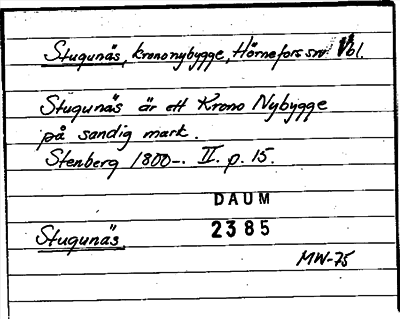 Stugunäs, krononybygge, Hörnefors sn Vbl.
Stugunäs är ett Krono Nybygge
på sandig mark.
Stenberg 1800-. II. p. 15.
DAUM
2385
Stugunäs
MW-75